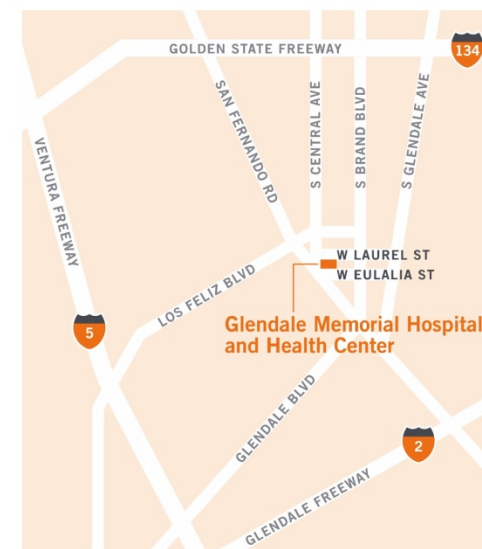 GOLDEN STATE FREEWAY
134
SAN FERNANDO RD
S CENTRAL AVE
S BRAND BLVD
S GLENDALE AVE
VENTURA FREEWAY
W LAUREL ST
W EULALIA ST
LOS FELIZ BLVD
Glendale Memorial Hospital
and Health Center
5
GLENDALE BLVD
2
GLENDALE FREEWAY